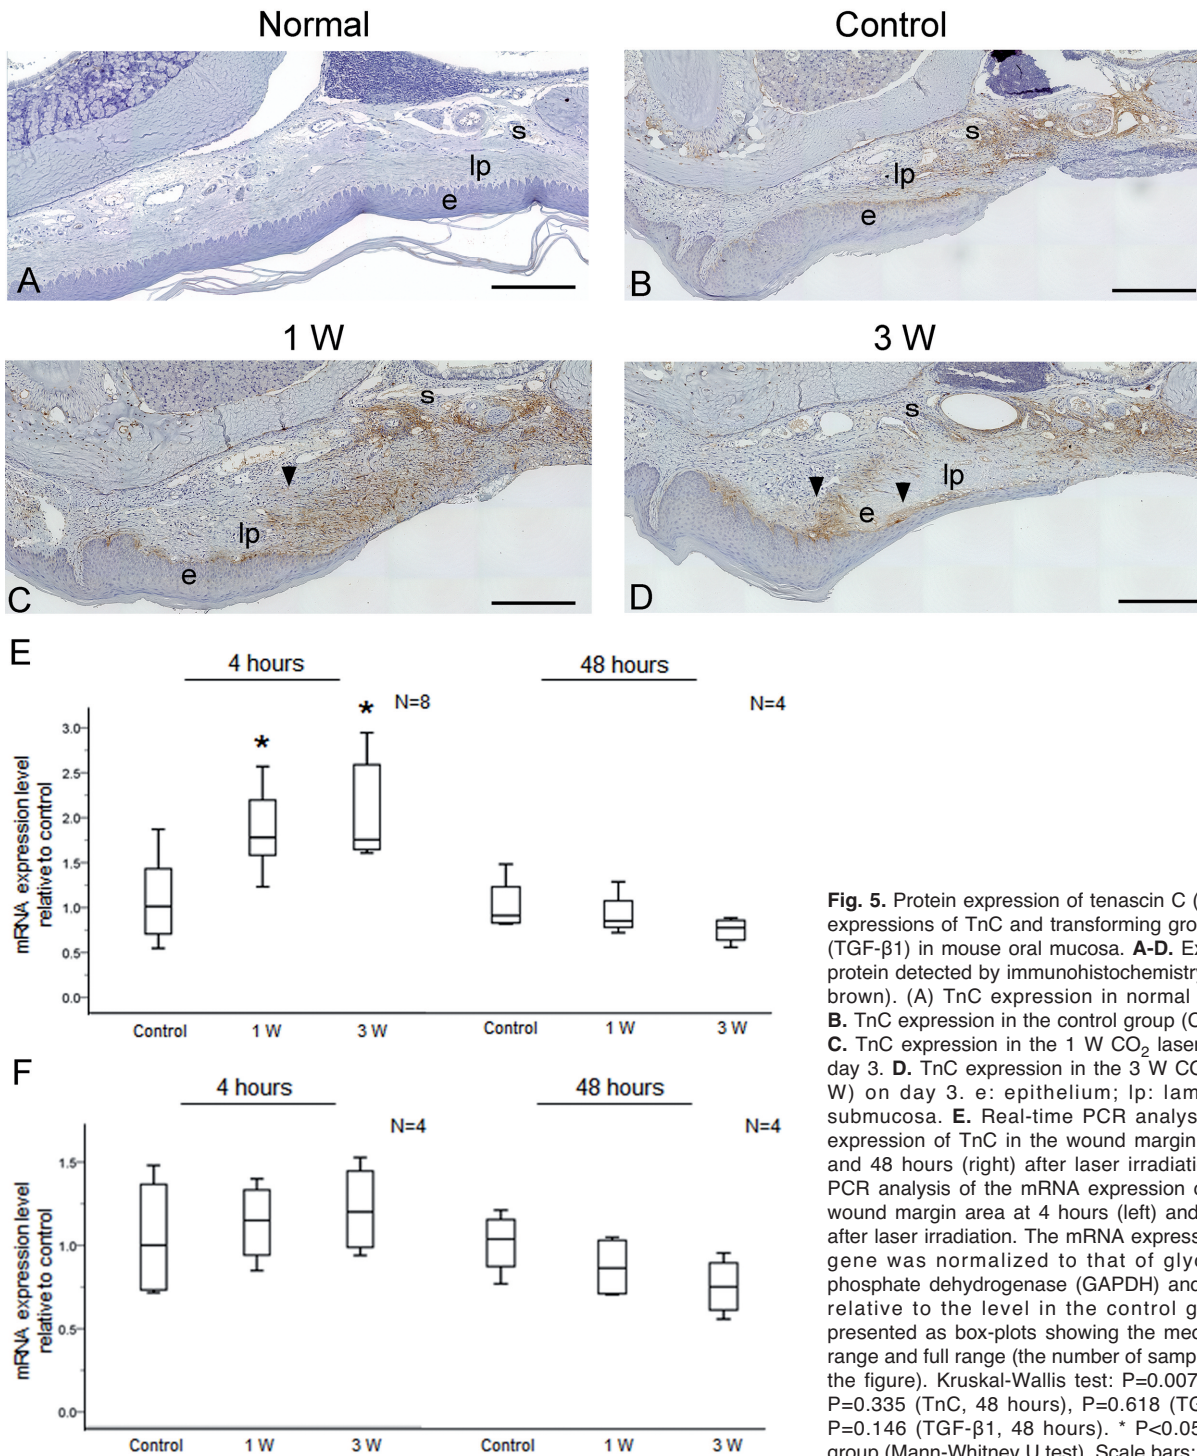 Normal
Control
s
lp
e
A
s
lp
e
B
1 W
3 W
s
lp
e
C
s
lp
e
D
E
4 hours
48 hours
* * N=8
N=4
mRNA expression level
relative to control
3.0
2.5
2.0
1.5
1.0
0.5
0.0
Control 1 W 3 W Control 1 W 3 W
F
4 hours
48 hours
N=4
N=4
mRNA expression level
relative to control
1.5
1.0
0.5
0.0
Control 1 W 3 W Control 1 W 3 W
Fig. 5. Protein expression of tenascin C (
expressions of TnC and transforming grow
(TGF-β1) in mouse oral mucosa. A-D. Ex
protein detected by immunohistochemistry
brown). (A) TnC expression in normal
B. TnC expression in the control group (C
C. TnC expression in the 1 W CO2 laser
day 3. D. TnC expression in the 3 W CO
W) on day 3. e: epithelium; lp: lam
submucosa. E. Real-time PCR analys
expression of TnC in the wound margin
and 48 hours (right) after laser irradiati
PCR analysis of the mRNA expression o
wound margin area at 4 hours (left) and
after laser irradiation. The mRNA express
gene was normalized to that of glyc
phosphate dehydrogenase (GAPDH) and
relative to the level in the control g
presented as box-plots showing the med
range and full range (the number of samp
the figure). Kruskal-Wallis test: P=0.007
P=0.335 (TnC, 48 hours), P=0.618 (TG
P=0.146 (TGF-β1, 48 hours). * P<0.05
group (Mann-Whitney U test). Scale bars: